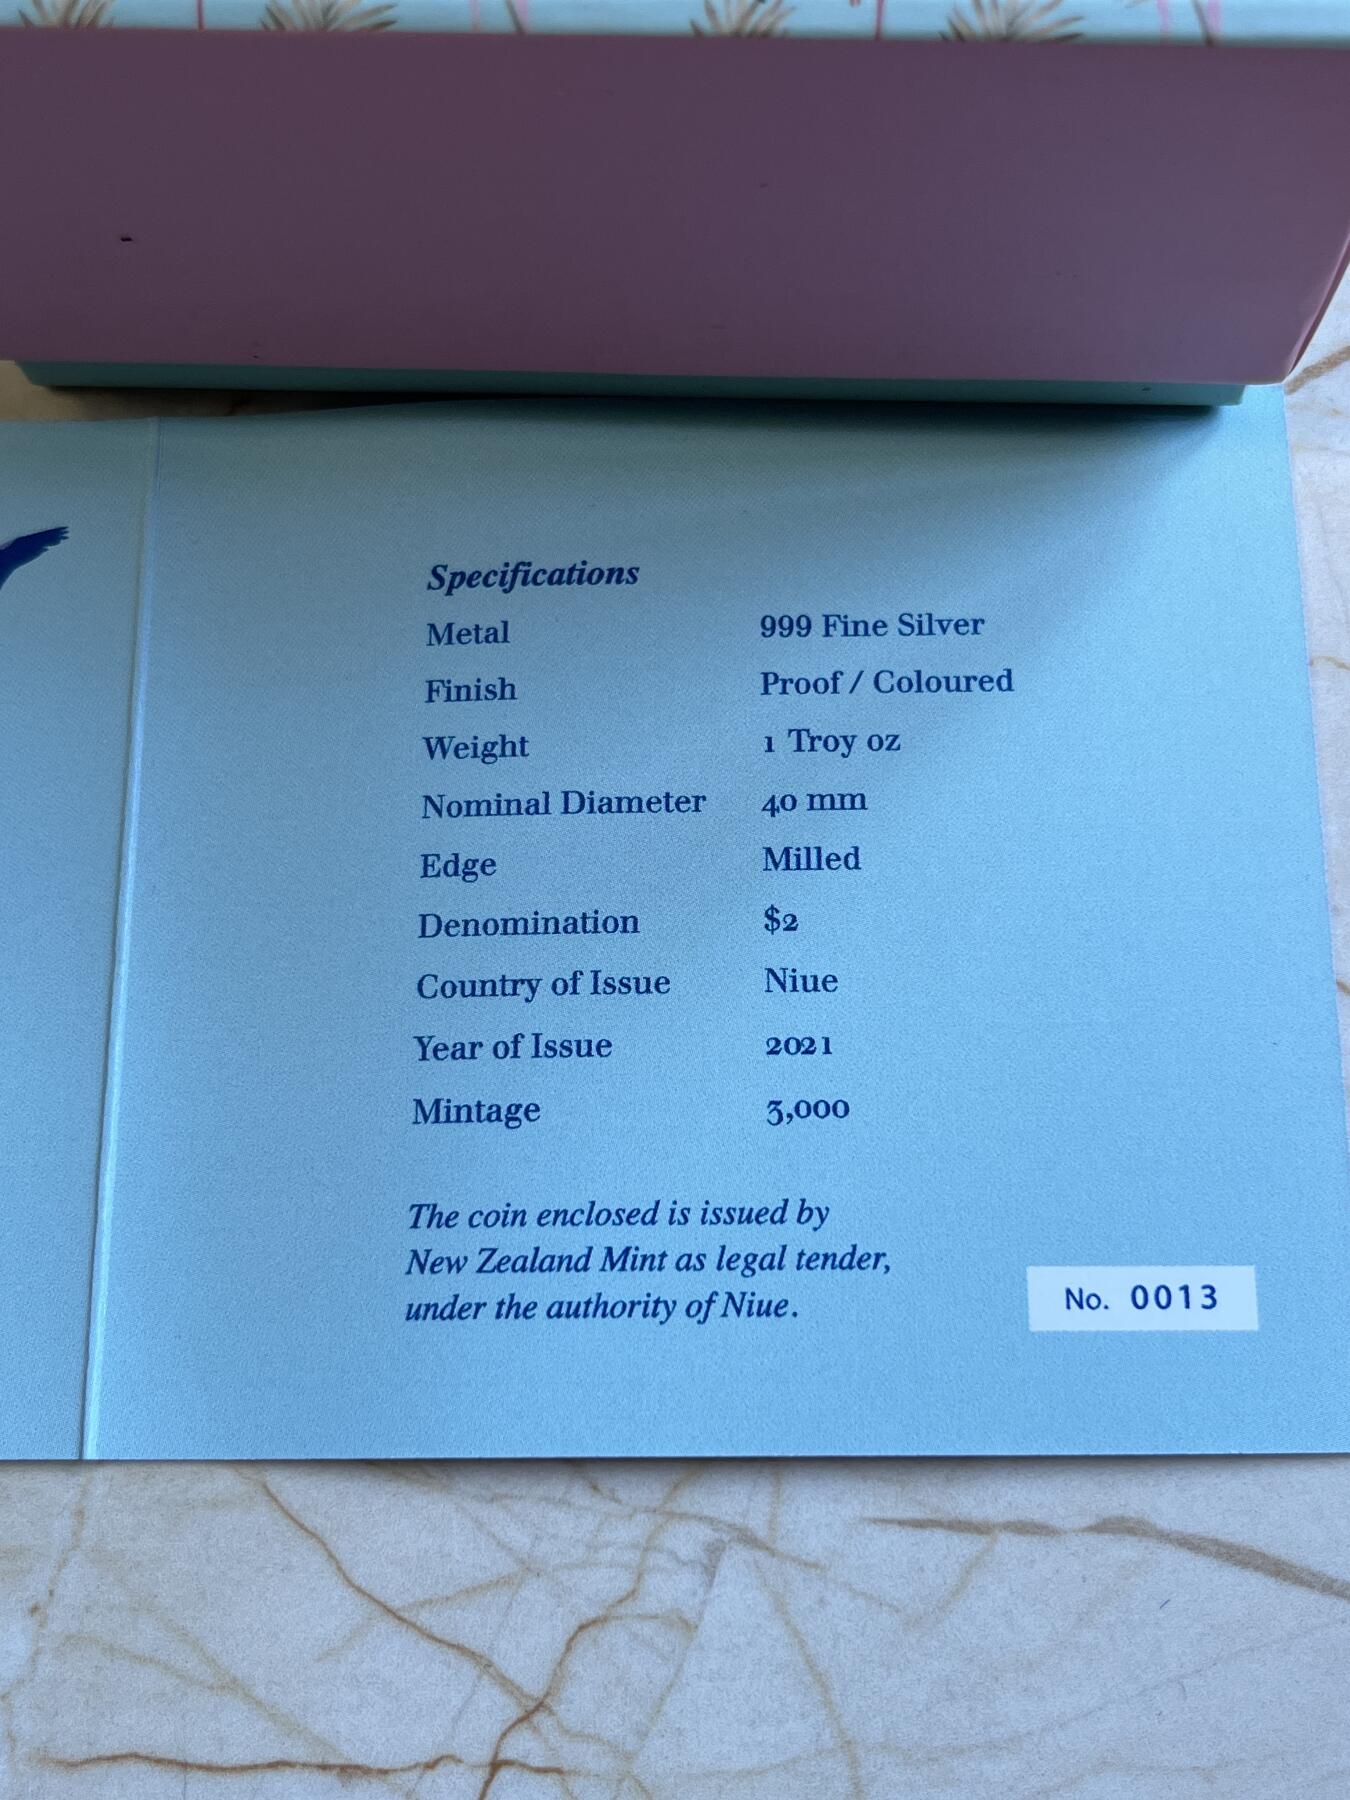 Specifications
Metal 999 Fine Silver
Finish Proof / Coloured
Weight 1 Troy oz
Nominal Diameter 40 mm
Edge Milled
Denomination $2
Country of Issue Niue
Year of Issue 2021
Mintage 3,000
The coin enclosed is issued by
New Zealand Mint as legal tender,
under the authority of Niue.
No. 0013